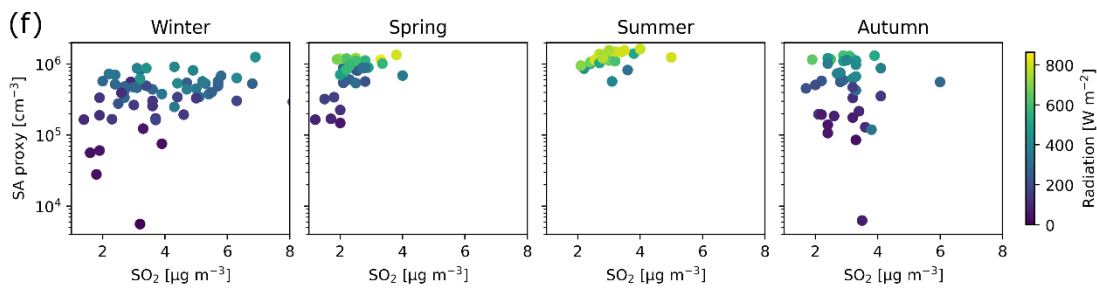 (f)
Winter Spring Summer Autumn
SA proxy [cm⁻³]
10⁶
10⁵
10⁴
2 4 6 8 2 4 6 8 2 4 6 8 2 4 6 8
SO₂ [µg m⁻³] SO₂ [µg m⁻³] SO₂ [µg m⁻³] SO₂ [µg m⁻³]
800
600
400
200
0
Radiation [W m⁻²]